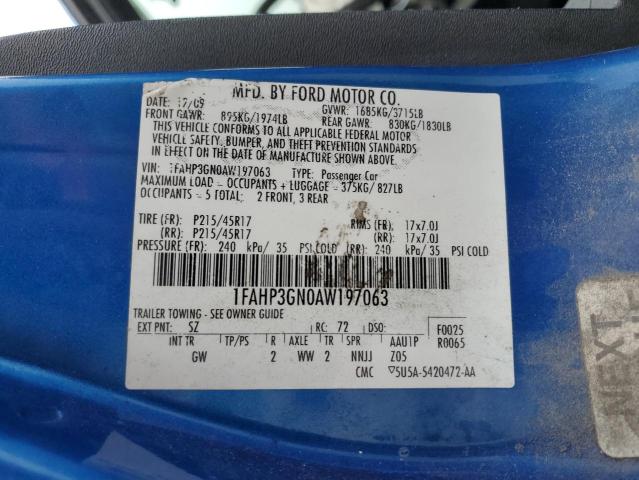 MFD. BY FORD MOTOR CO.
DATE: 12/09 GVWR: 1685KG/3715LB
FRONT GAWR: 895KG/1974LB REAR GAWR: 830KG/1830LB
THIS VEHICLE CONFORMS TO ALL APPLICABLE FEDERAL MOTOR
VEHICLE SAFETY, BUMPER, AND THEFT PREVENTION STANDARDS
IN EFFECT ON THE DATE OF MANUFACTURE SHOWN ABOVE.
VIN: 1FAHP3GN0AW197063 TYPE: Passenger Car
MAXIMUM LOAD = OCCUPANTS + LUGGAGE = 375KG/ 827LB
OCCUPANTS = 5 TOTAL; 2 FRONT, 3 REAR
TIRE (FR): P215/45R17 RIMS (FR): 17x7.0J
(RR): P215/45R17 (RR): 17x7.0J
PRESSURE (FR): 240 kPa/ 35 PSI COLD (RR): 240 kPa/ 35 PSI COLD
1FAHP3GN0AW197063
TRAILER TOWING - SEE OWNER GUIDE
EXT PNT: SZ RC: 72 DSO: F0025
INT TR TP/PS R AXLE TR SPR AAU1P R0065
GW 2 WW 2 NNJJ Z05
CMC ▽5U5A-5420472-AA
NEXT